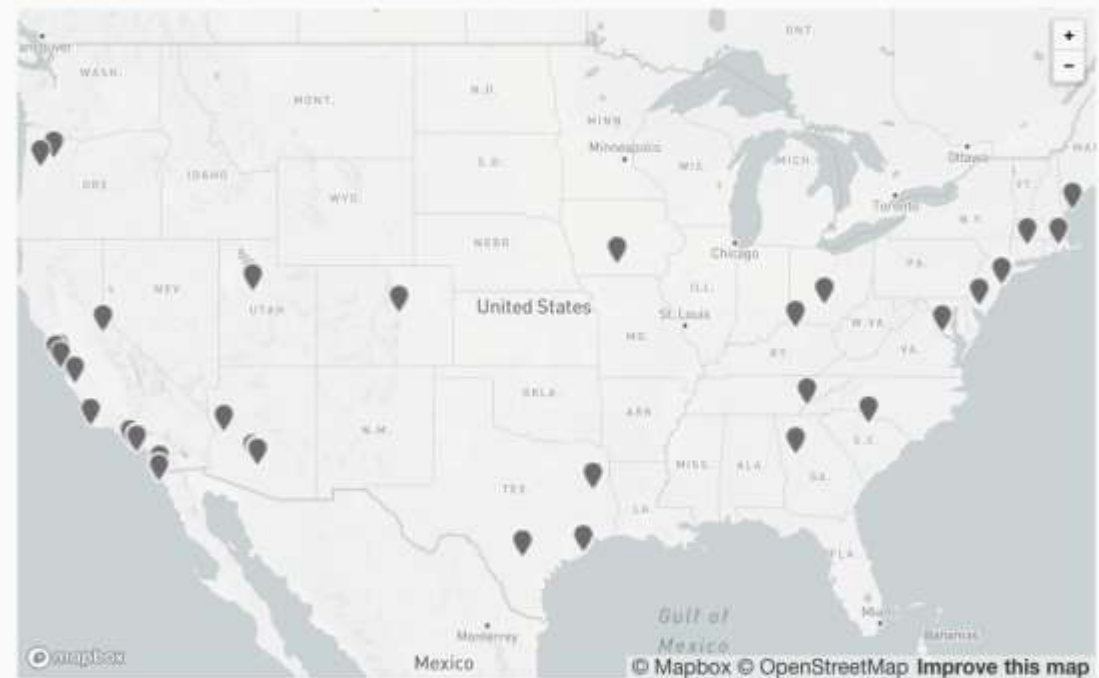 ONT.
+
−
WASH.
MONT.
N.D.
MINN
Minneapolis
Ottawa
S.D.
WIS.
MICH.
VT.
ORE
IDAHO
WYO.
Toronto
N.Y.
NEBR
Chicago
PA.
NEV
UTAH
United States
ILL.
St. Louis
MO.
W.VA
VA.
KY.
OKLA
ARK
N.M.
S.C.
TEX
MISS
ALA
GA.
LA
FLA
Gulf of
Mexico
Monterrey
Bahamas
Mexico
mapbox
© Mapbox © OpenStreetMap Improve this map